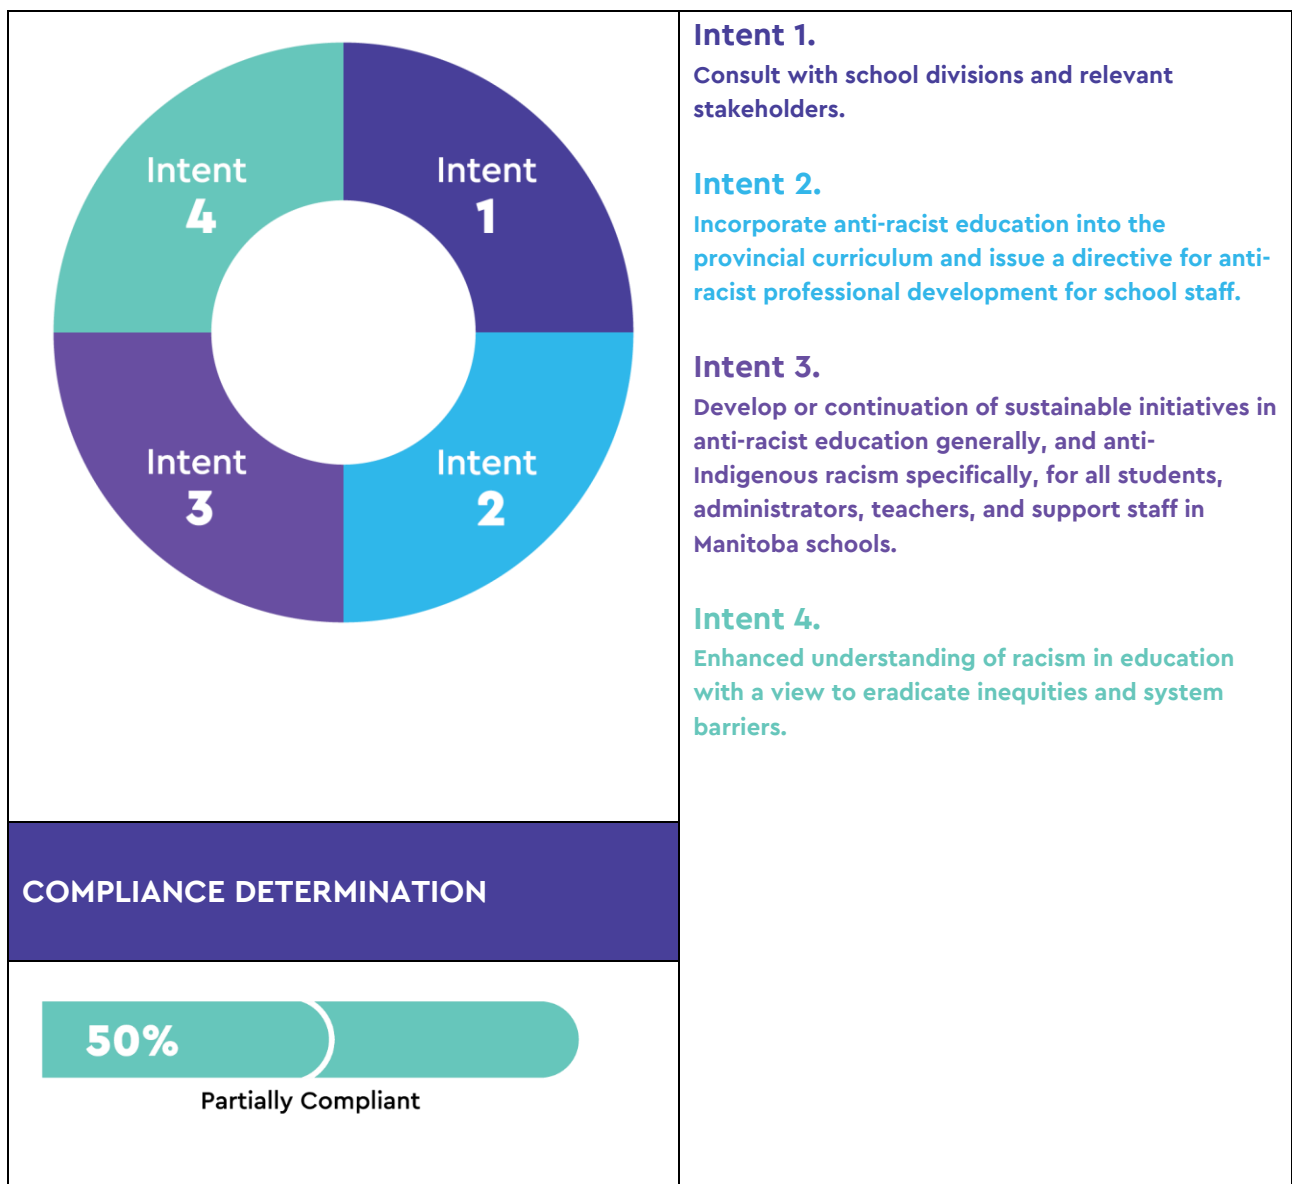 Intent
4
Intent
1
Intent
3
Intent
2
COMPLIANCE DETERMINATION
50%
Partially Compliant
Intent 1.
Consult with school divisions and relevant
stakeholders.
Intent 2.
Incorporate anti-racist education into the
provincial curriculum and issue a directive for anti-
racist professional development for school staff.
Intent 3.
Develop or continuation of sustainable initiatives in
anti-racist education generally, and anti-
Indigenous racism specifically, for all students,
administrators, teachers, and support staff in
Manitoba schools.
Intent 4.
Enhanced understanding of racism in education
with a view to eradicate inequities and system
barriers.